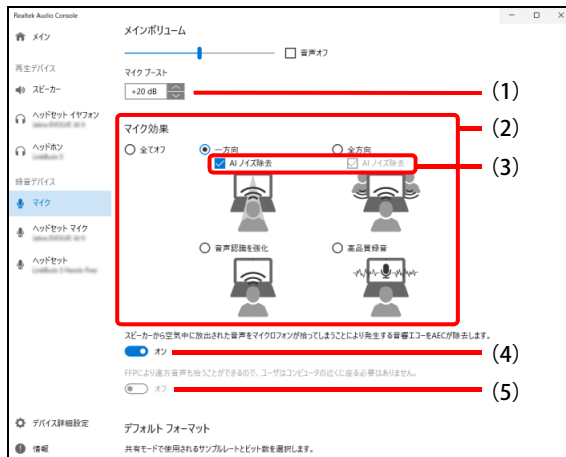 Realtek Audio Console
メイン
再生デバイス
スピーカー
ヘッドセット イヤフォン
ヘッドホン
録音デバイス
マイク
ヘッドセット マイク
ヘッドセット
デバイス詳細設定
情報
メインボリューム
音声オフ
マイク ブースト
+20 dB
(1)
マイク効果
(2)
全てオフ
一方向
全方向
AI ノイズ除去
AI ノイズ除去
(3)
音声認識を強化
高品質録音
スピーカーから空気中に放出された音声をマイクロフォンが拾ってしまうことにより発生する音響エコーをAECが除去します。
オン
(4)
FFPにより遠方音声も拾うことができるので、ユーザはコンピュータの近くに座る必要はありません。
オフ
(5)
デフォルト フォーマット
共有モードで使用されるサンプルレートとビット数を選択します。